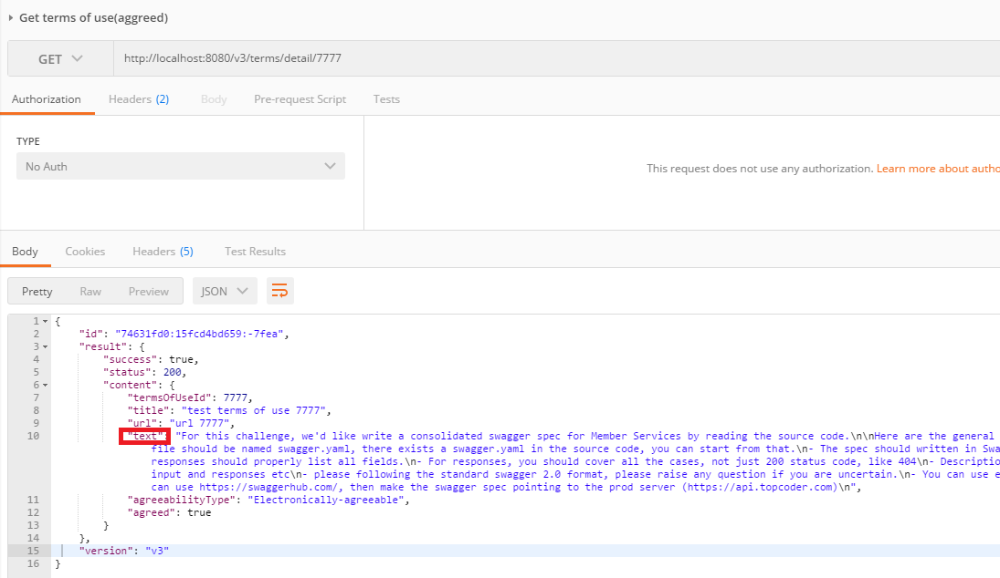 Get terms of use(aggreed)
GET http://localhost:8080/v3/terms/detail/7777
Authorization Headers (2) Body Pre-request Script Tests
TYPE
No Auth
This request does not use any authorization. Learn more about autho
Body Cookies Headers (5) Test Results
Pretty Raw Preview JSON
1 {
2 "id": "74631fd0:15fcd4bd659:-7fea",
3 "result": {
4 "success": true,
5 "status": 200,
6 "content": {
7 "termsOfUseId": 7777,
8 "title": "test terms of use 7777",
9 "url": "url 7777",
10 "text": "For this challenge, we'd like write a consolidated swagger spec for Member Services by reading the source code.\n\nHere are the general
file should be named swagger.yaml, there exists a swagger.yaml in the source code, you can start from that.\n- The spec should written in Swa
responses should properly list all fields.\n- For responses, you should cover all the cases, not just 200 status code, like 404\n- Descriptio
input and responses etc\n- please following the standard swagger 2.0 format, please raise any question if you are uncertain.\n- You can use e
can use https://swaggerhub.com/, then make the swagger spec pointing to the prod server (https://api.topcoder.com)\n",
11 "agreeabilityType": "Electronically-agreeable",
12 "agreed": true
13 }
14 },
15 "version": "v3"
16 }